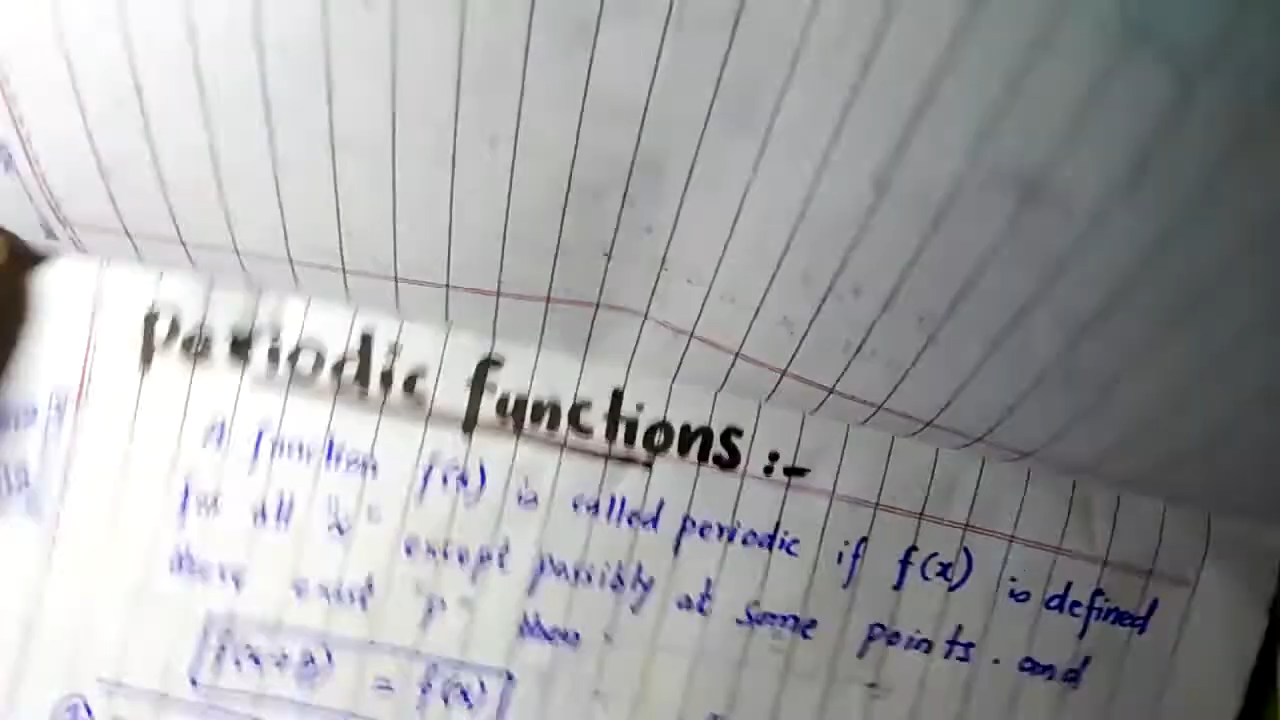 Periodic functions :-
A function f(x) is called periodic if f(x) is defined
for all "x" except possibly at some points. and
there exist "p" then.
= f(x)